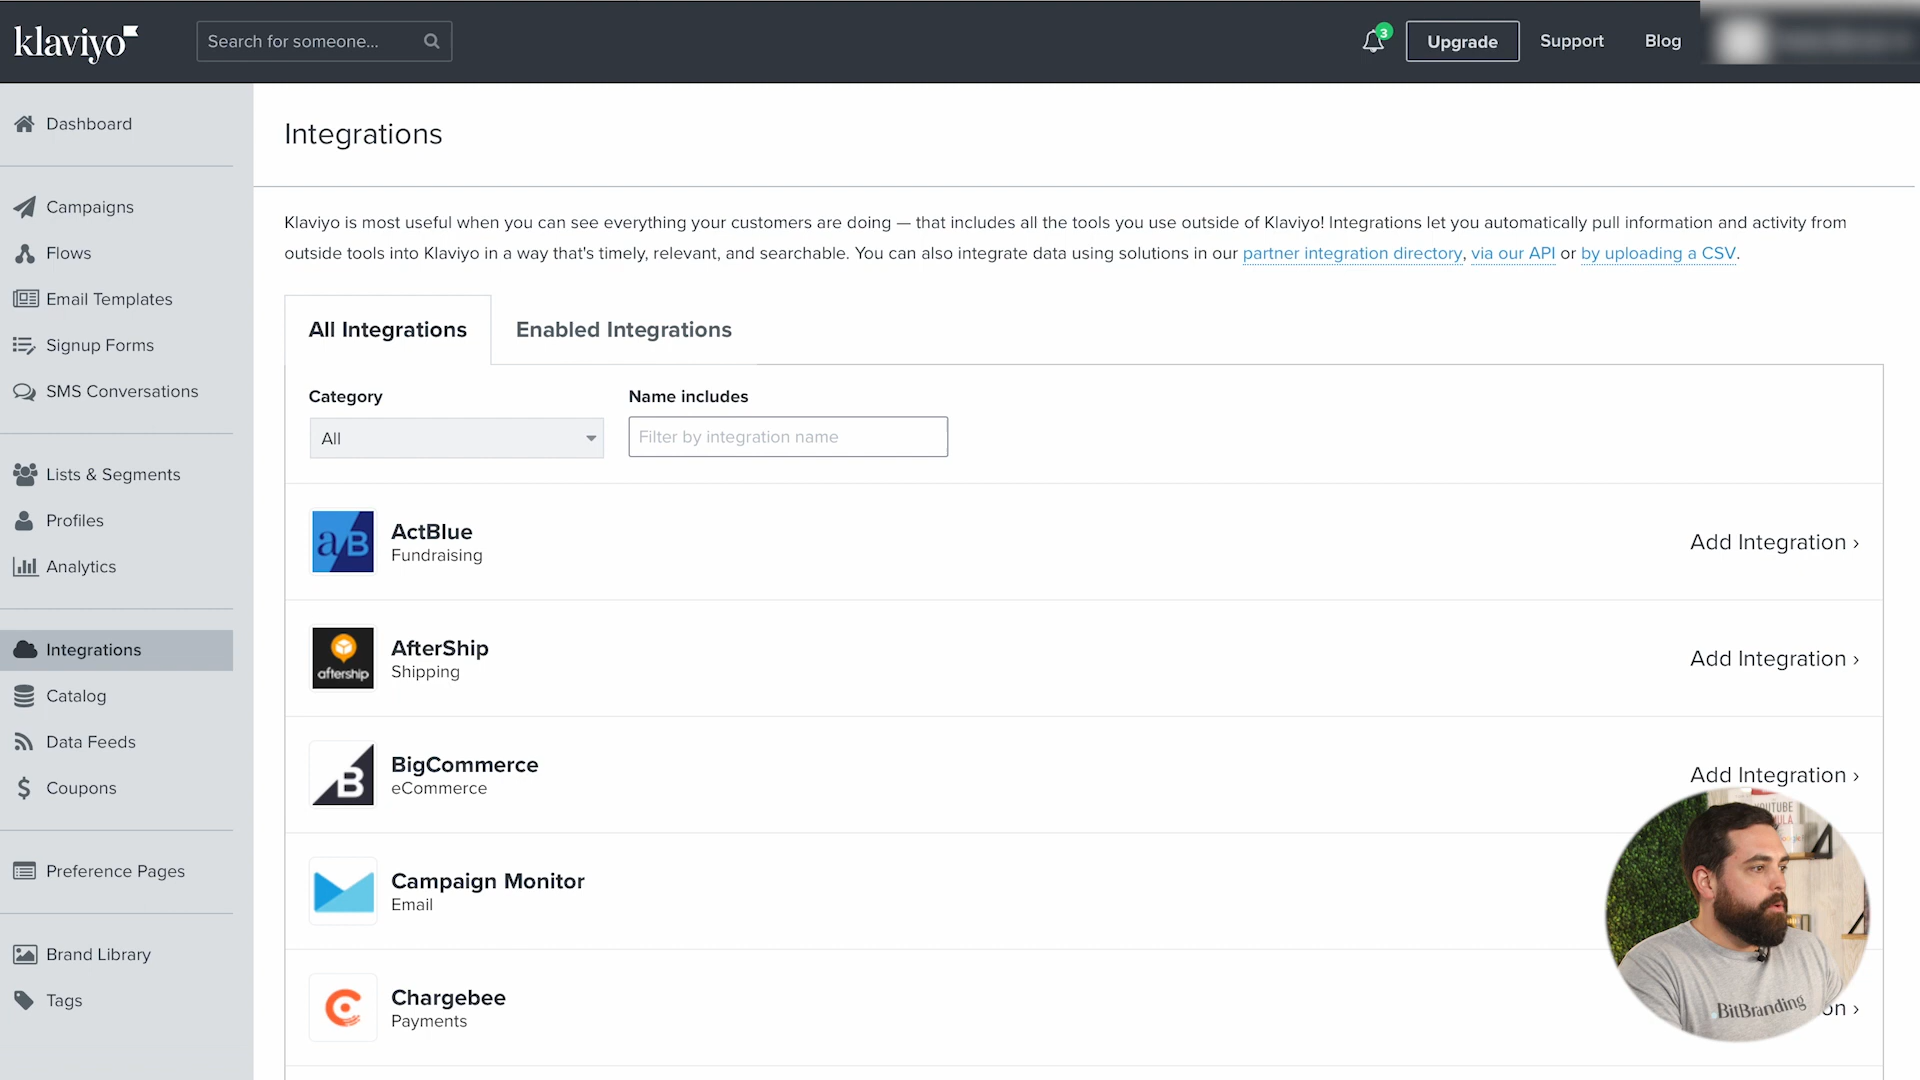 klaviyo
Search for someone...
3
Upgrade
Support
Blog
Dashboard
Campaigns
Flows
Email Templates
Signup Forms
SMS Conversations
Lists & Segments
Profiles
Analytics
Integrations
Catalog
Data Feeds
Coupons
Preference Pages
Brand Library
Tags
Integrations
Klaviyo is most useful when you can see everything your customers are doing — that includes all the tools you use outside of Klaviyo! Integrations let you automatically pull information and activity from
outside tools into Klaviyo in a way that's timely, relevant, and searchable. You can also integrate data using solutions in our partner integration directory, via our API or by uploading a CSV.
All Integrations
Enabled Integrations
Category
Name includes
All
Filter by integration name
a/B
ActBlue
Fundraising
Add Integration ›
aftership
AfterShip
Shipping
Add Integration ›
B
BigCommerce
eCommerce
Add Integration ›
Campaign Monitor
Email
Chargebee
Payments
on ›
BitBranding